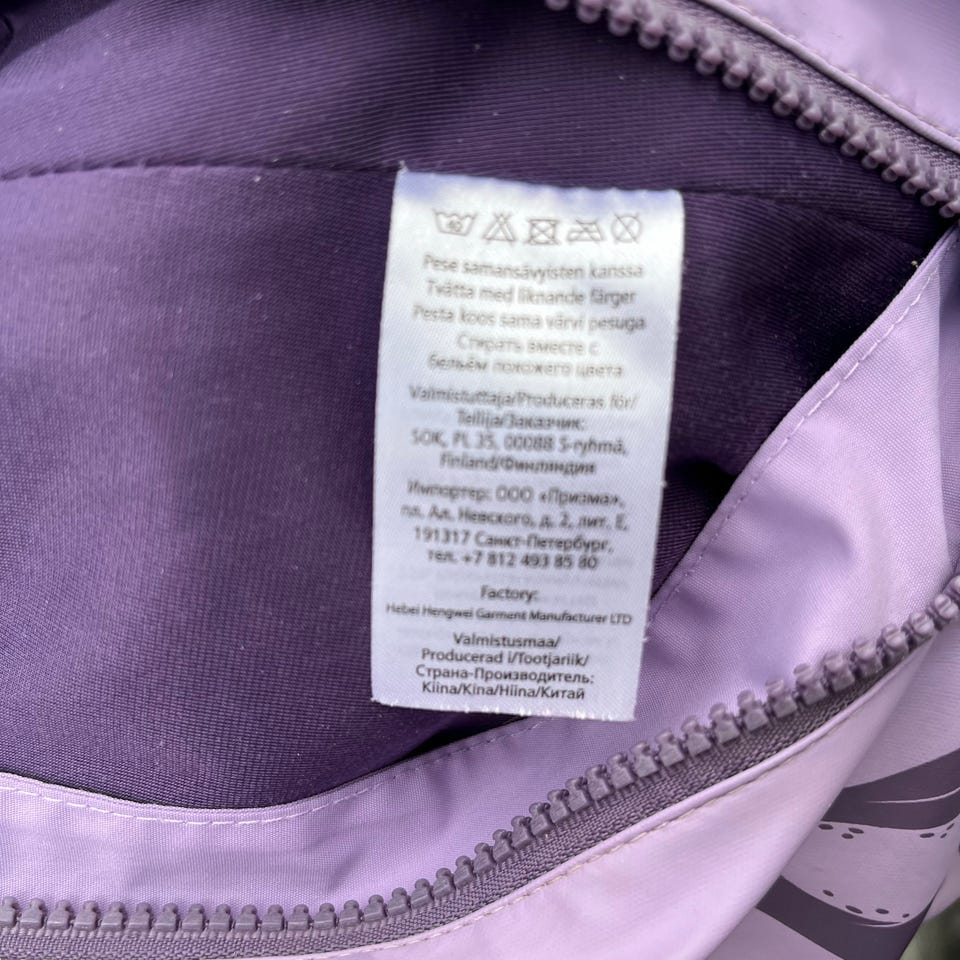 40
Pese samansävyisten kanssa
Tvätta med liknande färger
Pesta koos sama värvi pesuga
Стирать вместе с
бельём похожего цвета
Valmistuttaja/Produceras för/
Tellija/Заказчик:
SOK, PL 35, 00088 S-ryhmä,
Finland/Финляндия
Импортер: ООО «Призма»,
пл. Ал. Невского, д. 2, лит. Е,
191317 Санкт-Петербург,
тел. +7 812 493 85 80
Factory:
Hebei Hengwei Garment Manufacturer LTD
Valmistusmaa/
Producerad i/Tootjariik/
Страна-Производитель:
Kiina/Kina/Hiina/Китай